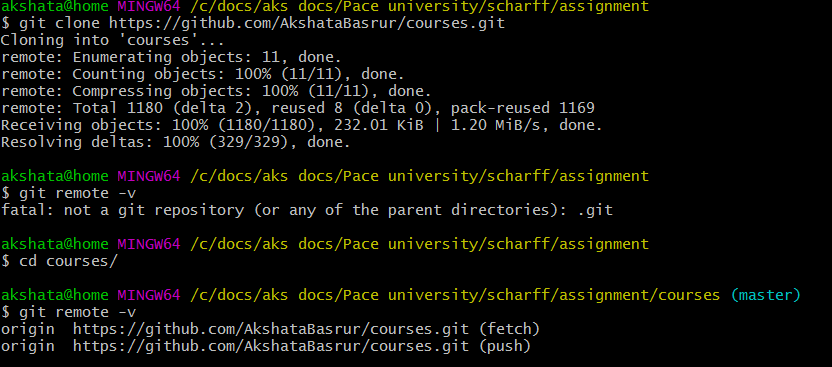 akshata@home MINGW64 /c/docs/aks docs/Pace university/scharff/assignment
$ git clone https://github.com/AkshataBasrur/courses.git
Cloning into 'courses'...
remote: Enumerating objects: 11, done.
remote: Counting objects: 100% (11/11), done.
remote: Compressing objects: 100% (11/11), done.
remote: Total 1180 (delta 2), reused 8 (delta 0), pack-reused 1169
Receiving objects: 100% (1180/1180), 232.01 KiB | 1.20 MiB/s, done.
Resolving deltas: 100% (329/329), done.
akshata@home MINGW64 /c/docs/aks docs/Pace university/scharff/assignment
$ git remote -v
fatal: not a git repository (or any of the parent directories): .git
akshata@home MINGW64 /c/docs/aks docs/Pace university/scharff/assignment
$ cd courses/
akshata@home MINGW64 /c/docs/aks docs/Pace university/scharff/assignment/courses (master)
$ git remote -v
origin  https://github.com/AkshataBasrur/courses.git (fetch)
origin  https://github.com/AkshataBasrur/courses.git (push)